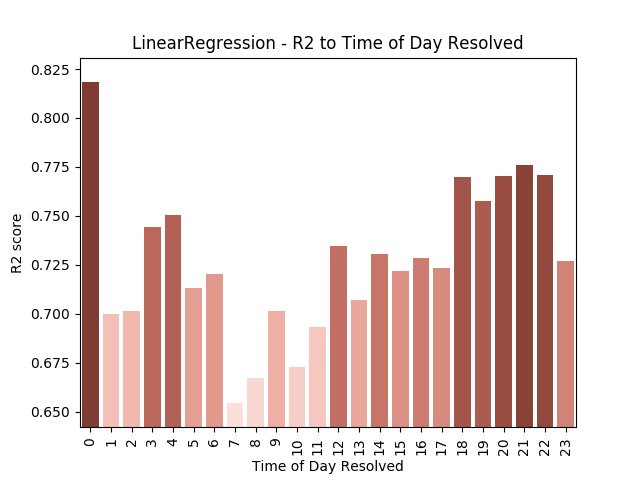 LinearRegression - R2 to Time of Day Resolved
0.825
0.800
0.775
0.750
0.725
0.700
0.675
0.650
R2 score
0 1 2 3 4 5 6 7 8 9 10 11 12 13 14 15 16 17 18 19 20 21 22 23
Time of Day Resolved